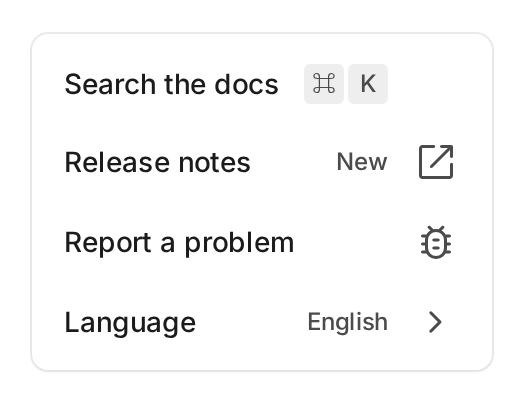 Search the docs ⌘ K
Release notes New
Report a problem
Language English